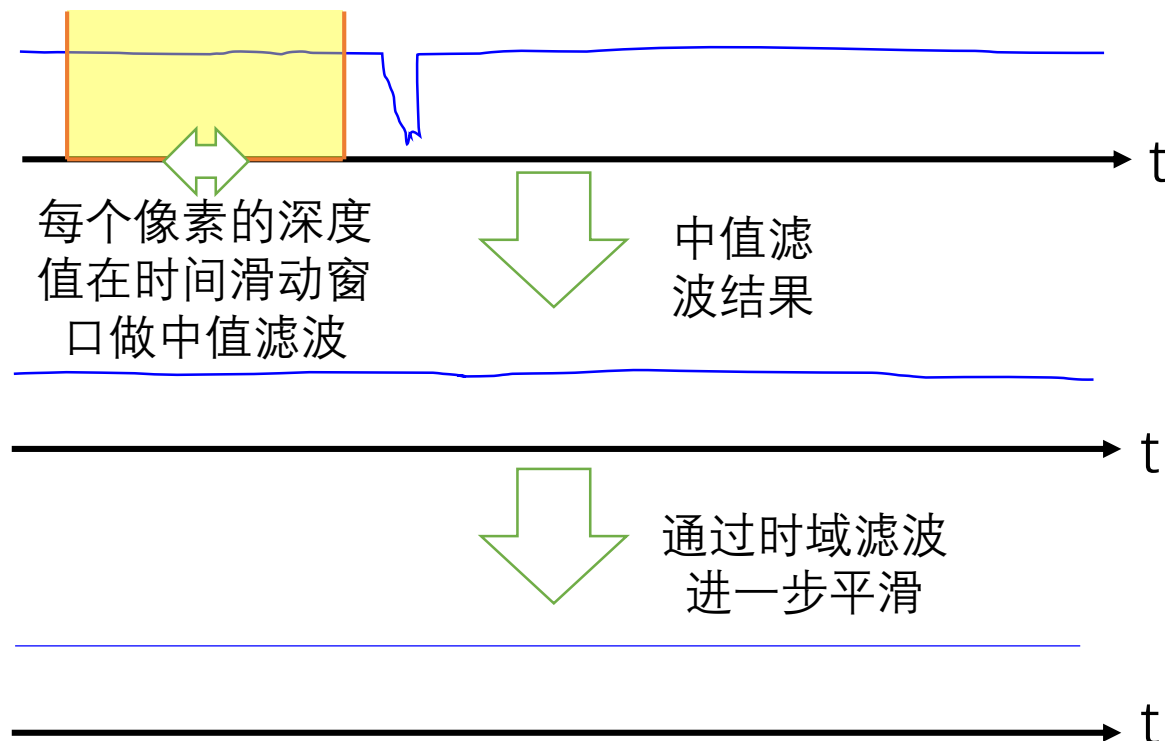 t
每个像素的深度
值在时间滑动窗
口做中值滤波
中值滤
波结果
t
通过时域滤波
进一步平滑
t